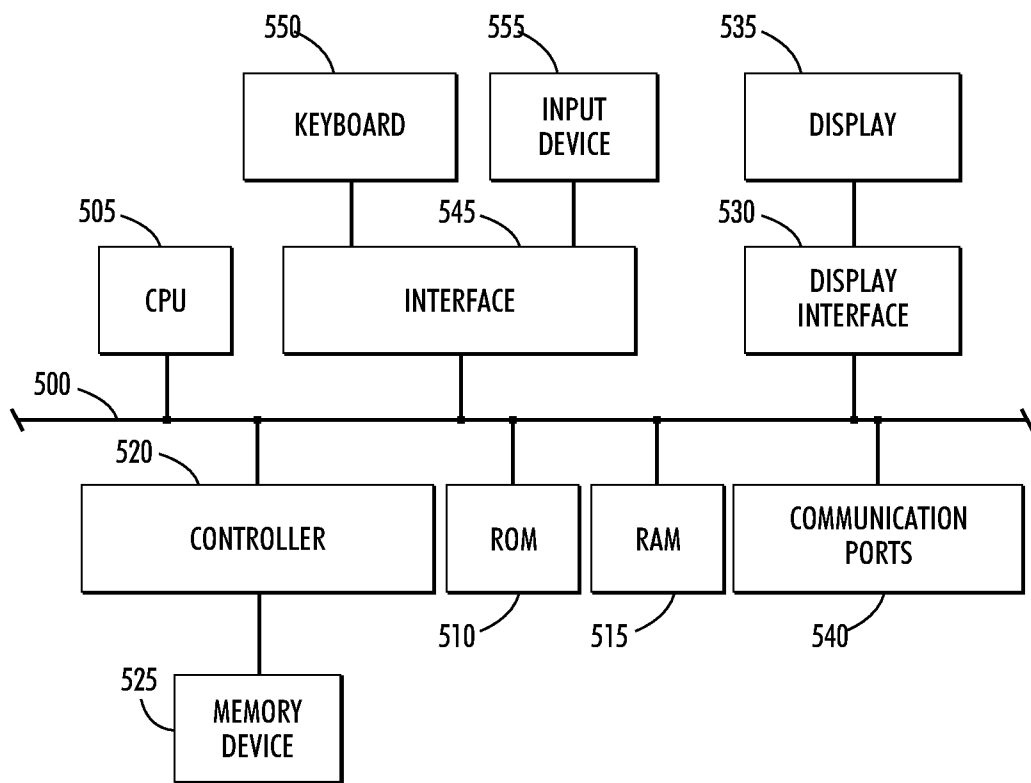 550
555
535
KEYBOARD
INPUT
DEVICE
DISPLAY
505
545
530
CPU
INTERFACE
DISPLAY
INTERFACE
500
520
CONTROLLER
ROM
RAM
COMMUNICATION
PORTS
510
515
540
525
MEMORY
DEVICE